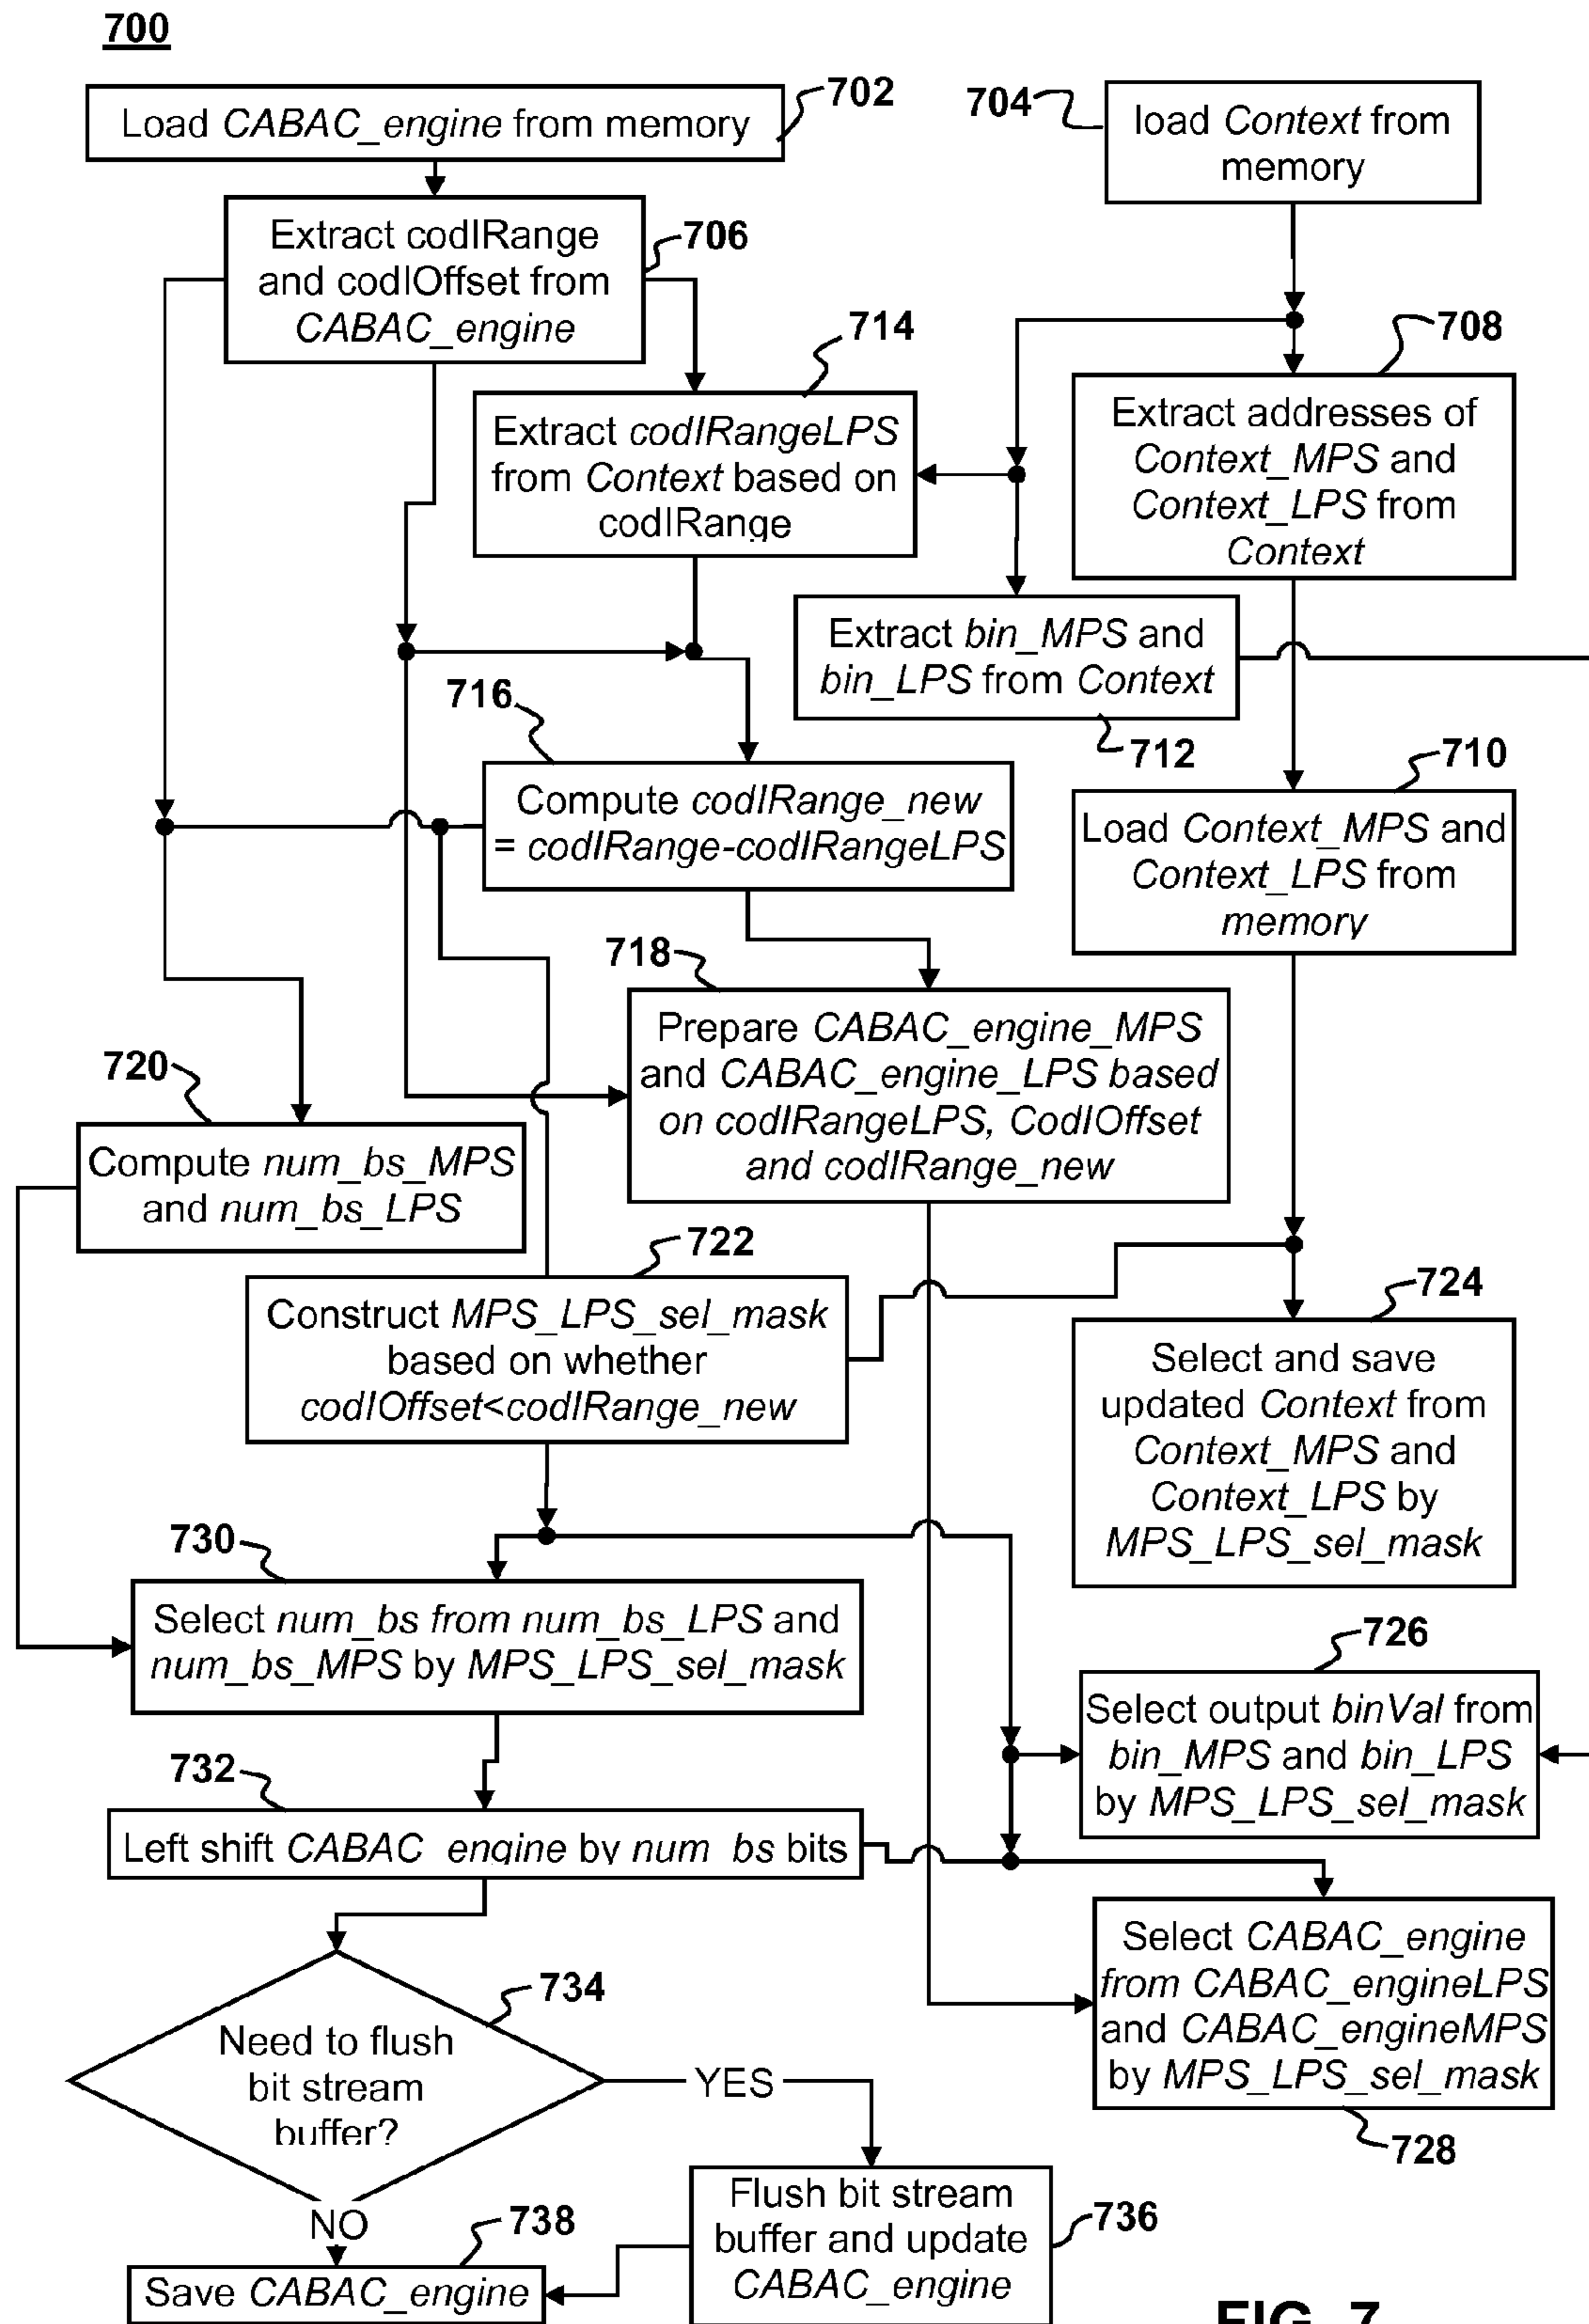 700
702
Load CABAC_engine from memory
704
load Context from
memory
Extract codIRange
and codIOffset from
CABAC_engine
706
714
708
Extract codIRangeLPS
from Context based on
codIRange
Extract addresses of
Context_MPS and
Context_LPS from
Context
Extract bin_MPS and
bin_LPS from Context
712
716
710
Compute codIRange_new
= codIRange-codIRangeLPS
Load Context_MPS and
Context_LPS from
memory
718
Prepare CABAC_engine_MPS
and CABAC_engine_LPS based
on codIRangeLPS, CodIOffset
and codIRange_new
720
Compute num_bs_MPS
and num_bs_LPS
722
Construct MPS_LPS_sel_mask
based on whether
codIOffset<codIRange_new
724
Select and save
updated Context from
Context_MPS and
Context_LPS by
MPS_LPS_sel_mask
730
Select num_bs from num_bs_LPS and
num_bs_MPS by MPS_LPS_sel_mask
726
Select output binVal from
bin_MPS and bin_LPS
by MPS_LPS_sel_mask
732
Left shift CABAC_engine by num_bs bits
Select CABAC_engine
from CABAC_engineLPS
and CABAC_engineMPS
by MPS_LPS_sel_mask
728
734
Need to flush
bit stream
buffer?
YES
NO
Flush bit stream
buffer and update
CABAC_engine
736
738
Save CABAC_engine
FIG. 7